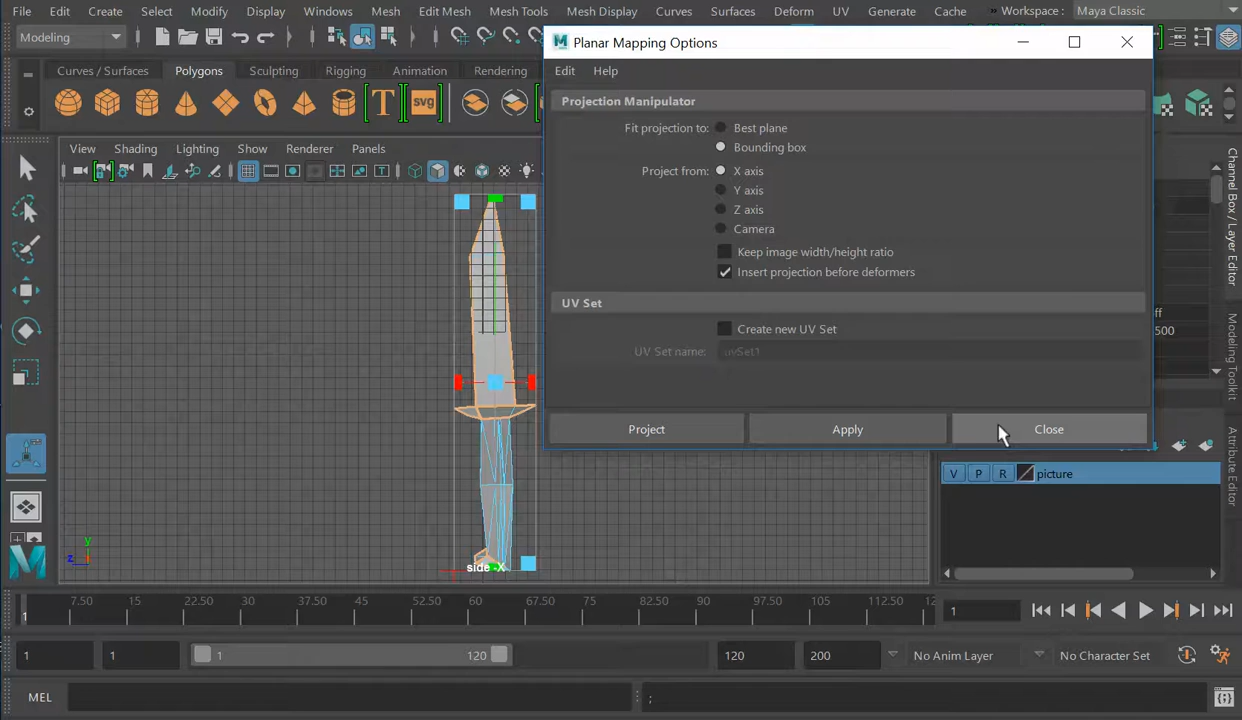 File Edit Create Select Modify Display Windows Mesh Edit Mesh Mesh Tools Mesh Display Curves Surfaces Deform UV Generate Cache Workspace : Maya Classic
Modeling
Curves / Surfaces Polygons Sculpting Rigging Animation Rendering
T svg
View Shading Lighting Show Renderer Panels
Planar Mapping Options
Edit Help
Projection Manipulator
Fit projection to: Best plane
Bounding box
Project from: X axis
Y axis
Z axis
Camera
Keep image width/height ratio
Insert projection before deformers
UV Set
Create new UV Set
UV Set name: uvSet1
Project Apply Close
Channel Box / Layer Editor
Modeling Toolkit
Attribute Editor
ff
500
V P R picture
y
z
side -X
M
1 7.50 15 22.50 30 37.50 45 52.50 60 67.50 75 82.50 90 97.50 105 112.50 12
1
1 1 1 120 120 200 No Anim Layer No Character Set
MEL : ;